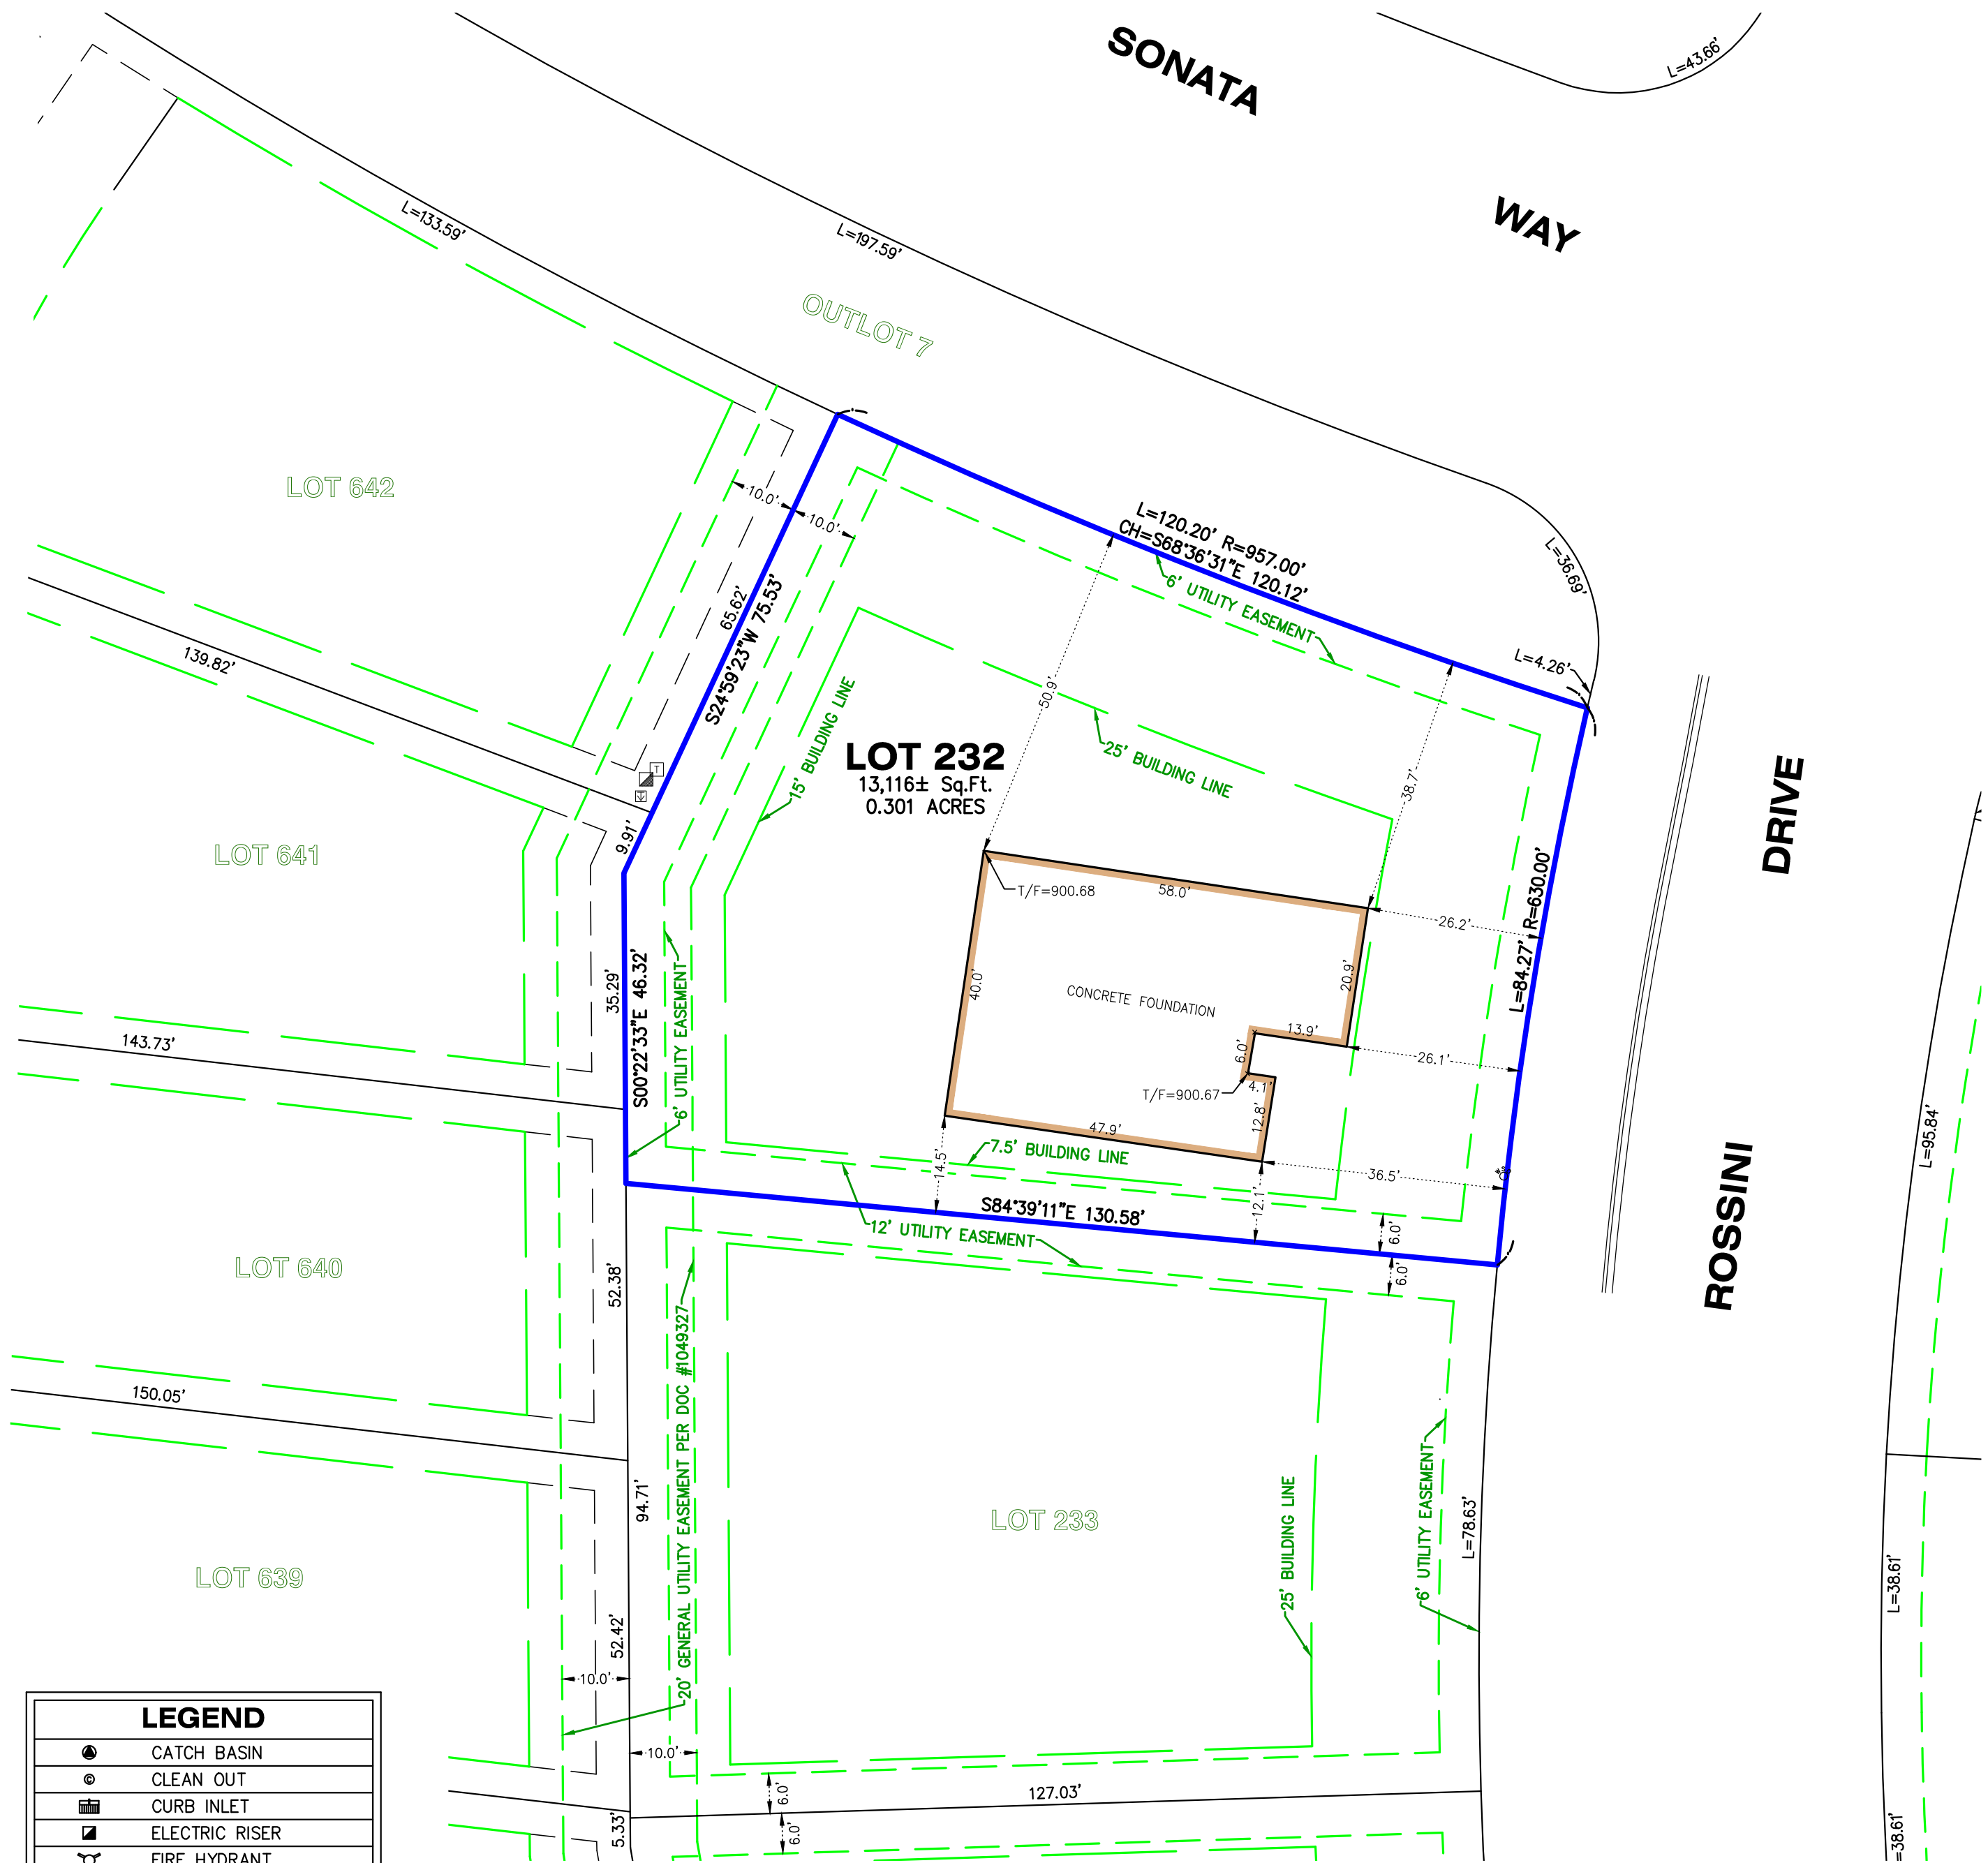 SONATA
WAY
L=43.66'
L=133.59'
L=197.59'
OUTLOT 7
LOT 642
10.0'
10.0'
L=120.20' R=957.00'
CH=S68°36'31"E 120.12'
6' UTILITY EASEMENT
L=36.69'
L=4.26'
65.62'
S24°59'23"W 75.53'
139.82'
15' BUILDING LINE
50.9'
25' BUILDING LINE
38.7'
LOT 232
13,116± Sq.Ft.
0.301 ACRES
DRIVE
ROSSINI
LOT 641
9.91'
T/F=900.68
58.0'
26.2'
L=84.27' R=630.00'
35.29'
S00°22'33"E 46.32'
6' UTILITY EASEMENT
40.0'
CONCRETE FOUNDATION
20.9'
13.9'
6.0'
26.1'
4.1'
T/F=900.67
12.8'
143.73'
47.9'
7.5' BUILDING LINE
14.5'
36.5'
12.1'
S84°39'11"E 130.58'
12' UTILITY EASEMENT
6.0'
6.0'
L=95.84'
LOT 640
52.38'
20' GENERAL UTILITY EASEMENT PER DOC #1049327
150.05'
94.71'
LOT 233
25' BUILDING LINE
6' UTILITY EASEMENT
L=78.63'
L=38.61'
LOT 639
52.42'
10.0'
10.0'
6.0'
127.03'
6.0'
5.33'
=38.61'
LEGEND
CATCH BASIN
CLEAN OUT
CURB INLET
ELECTRIC RISER
FIRE HYDRANT